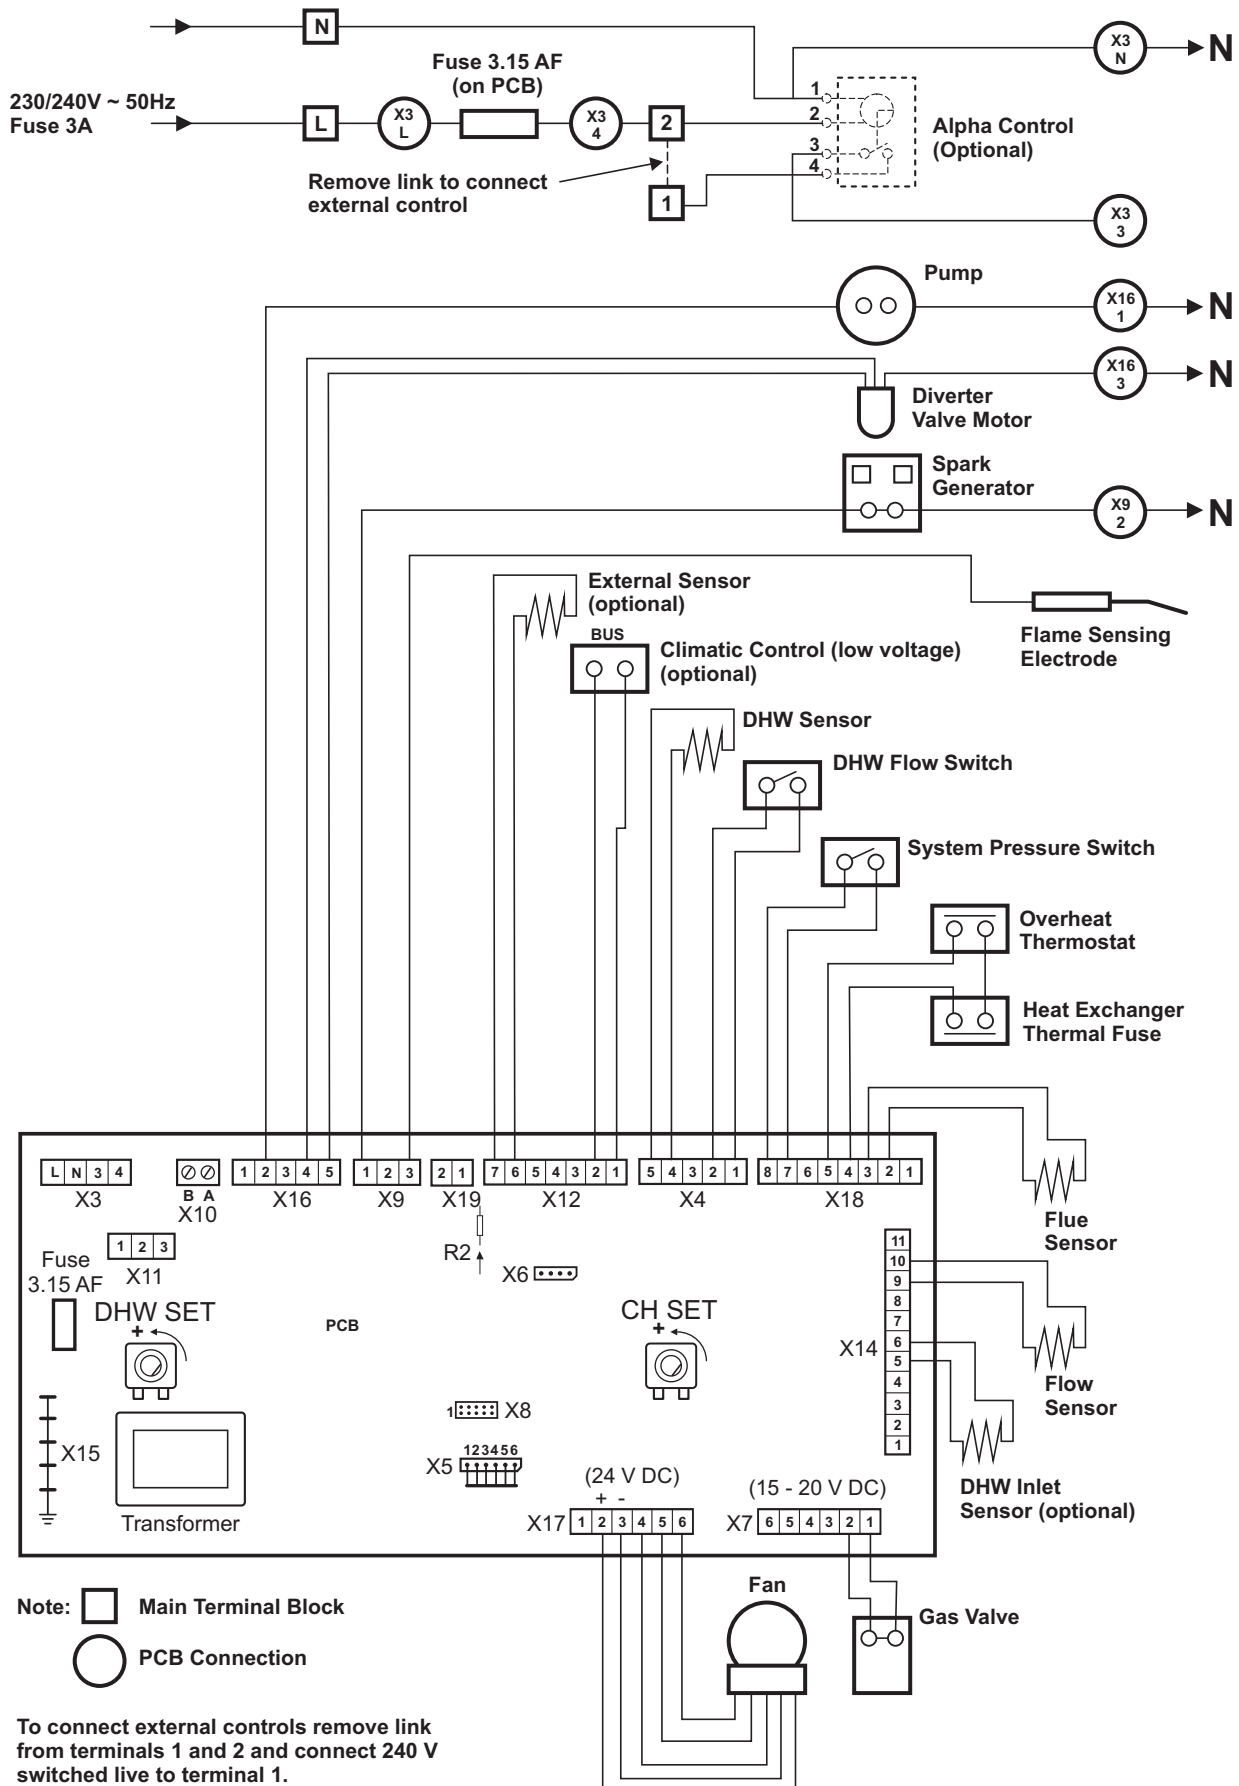 N
X3
N
N
Fuse 3.15 AF
(on PCB)
230/240V ~ 50Hz
Fuse 3A
L
X3
L
X3
4
2
1
2
3
4
Alpha Control
(Optional)
Remove link to connect
external control
1
X3
3
Pump
X16
1
N
X16
3
N
Diverter
Valve Motor
Spark
Generator
X9
2
N
External Sensor
(optional)
BUS
Climatic Control (low voltage)
(optional)
Flame Sensing
Electrode
DHW Sensor
DHW Flow Switch
System Pressure Switch
Overheat
Thermostat
Heat Exchanger
Thermal Fuse
L N 3 4
X3
B A
X10
1 2 3 4 5
X16
1 2 3
X9
2 1
X19
7 6 5 4 3 2 1
X12
5 4 3 2 1
X4
8 7 6 5 4 3 2 1
X18
Flue
Sensor
1 2 3
X11
Fuse
3.15 AF
R2
X6
DHW SET
+
PCB
CH SET
+
11
10
9
8
7
6
5
4
3
2
1
X14
Flow
Sensor
1
X8
X15
123456
X5
Transformer
(24 V DC)
+ -
X17
1 2 3 4 5 6
(15 - 20 V DC)
X7
6 5 4 3 2 1
DHW Inlet
Sensor (optional)
Note:
Main Terminal Block
PCB Connection
Fan
Gas Valve
To connect external controls remove link
from terminals 1 and 2 and connect 240 V
switched live to terminal 1.